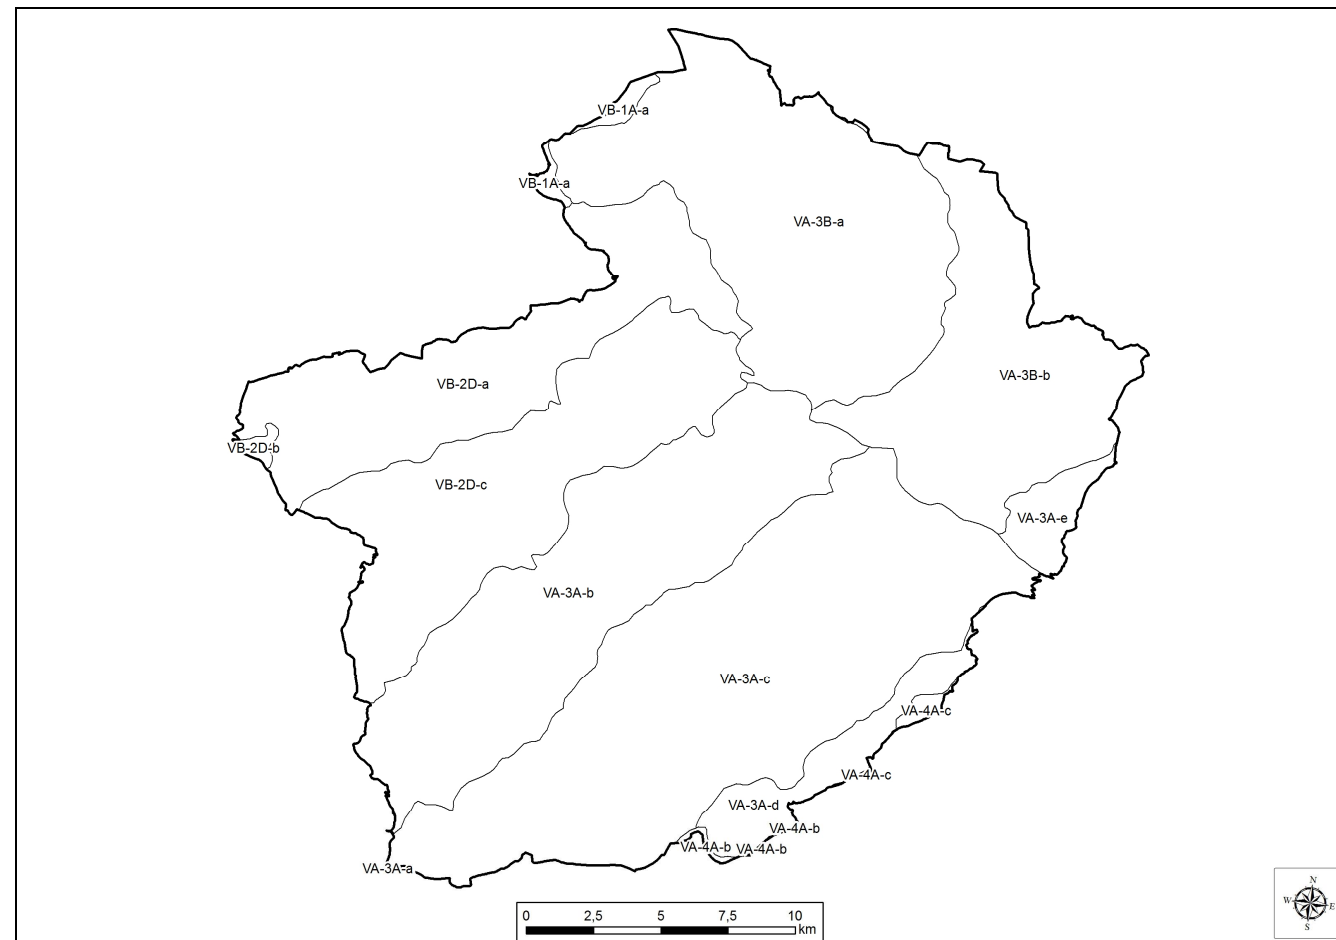 VB-1A-a
VB-1A-a
VA-3B-a
VA-3B-b
VB-2D-a
VB-2D-b
VB-2D-c
VA-3A-e
VA-3A-b
VA-3A-c
VA-4A-c
VA-4A-c
VA-3A-d
VA-4A-b
VA-4A-b
VA-4A-b
VA-3A-a
0 2,5 5 7,5 10
km
N
W E
S